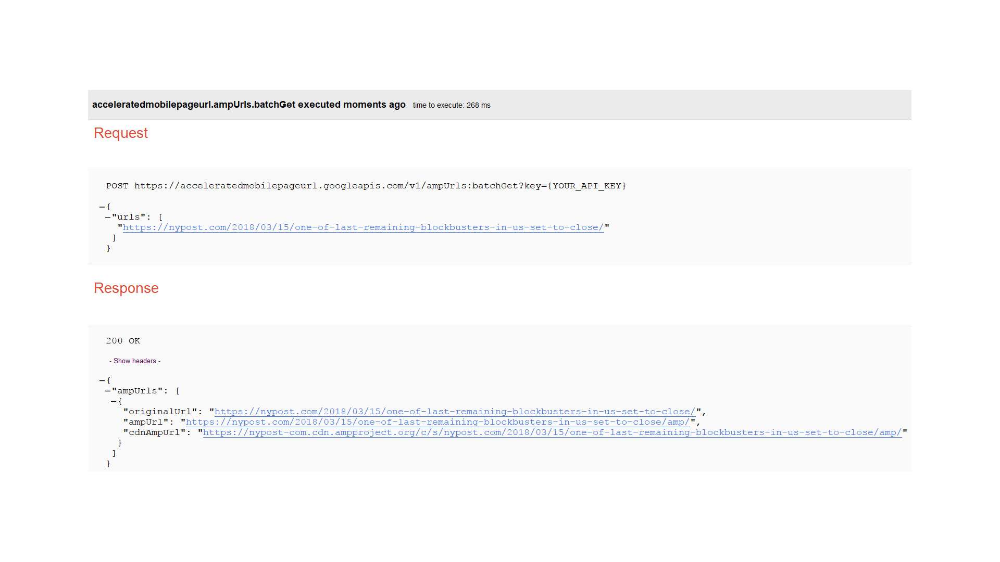 acceleratedmobilepageurl.ampUrls.batchGet executed moments ago time to execute: 268 ms
Request
POST https://acceleratedmobilepageurl.googleapis.com/v1/ampUrls:batchGet?key={YOUR_API_KEY}
{
"urls": [
"https://nypost.com/2018/03/15/one-of-last-remaining-blockbusters-in-us-set-to-close/"
]
}
Response
200 OK
- Show headers -
{
"ampUrls": [
{
"originalUrl": "https://nypost.com/2018/03/15/one-of-last-remaining-blockbusters-in-us-set-to-close/",
"ampUrl": "https://nypost.com/2018/03/15/one-of-last-remaining-blockbusters-in-us-set-to-close/amp/",
"cdnAmpUrl": "https://nypost-com.cdn.ampproject.org/c/s/nypost.com/2018/03/15/one-of-last-remaining-blockbusters-in-us-set-to-close/amp/"
}
]
}